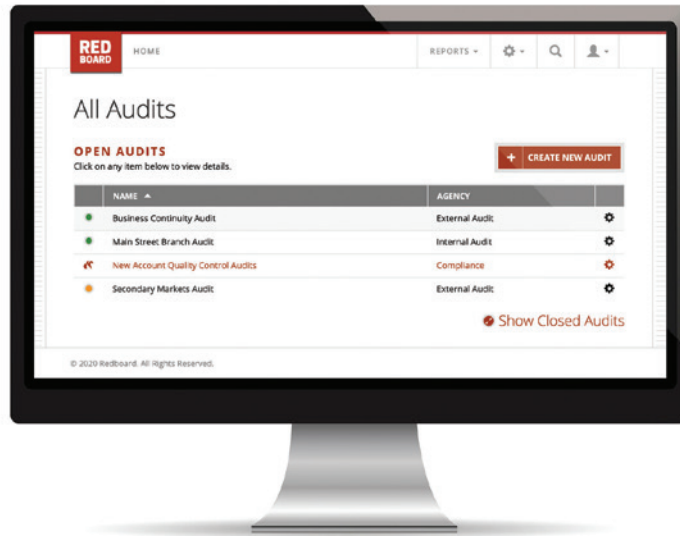 RED
BOARD
HOME
REPORTS
All Audits
OPEN AUDITS
Click on any item below to view details.
+ CREATE NEW AUDIT
NAME AGENCY
Business Continuity Audit External Audit
Main Street Branch Audit Internal Audit
New Account Quality Control Audits Compliance
Secondary Markets Audit External Audit
Show Closed Audits
© 2020 Redboard. All Rights Reserved.